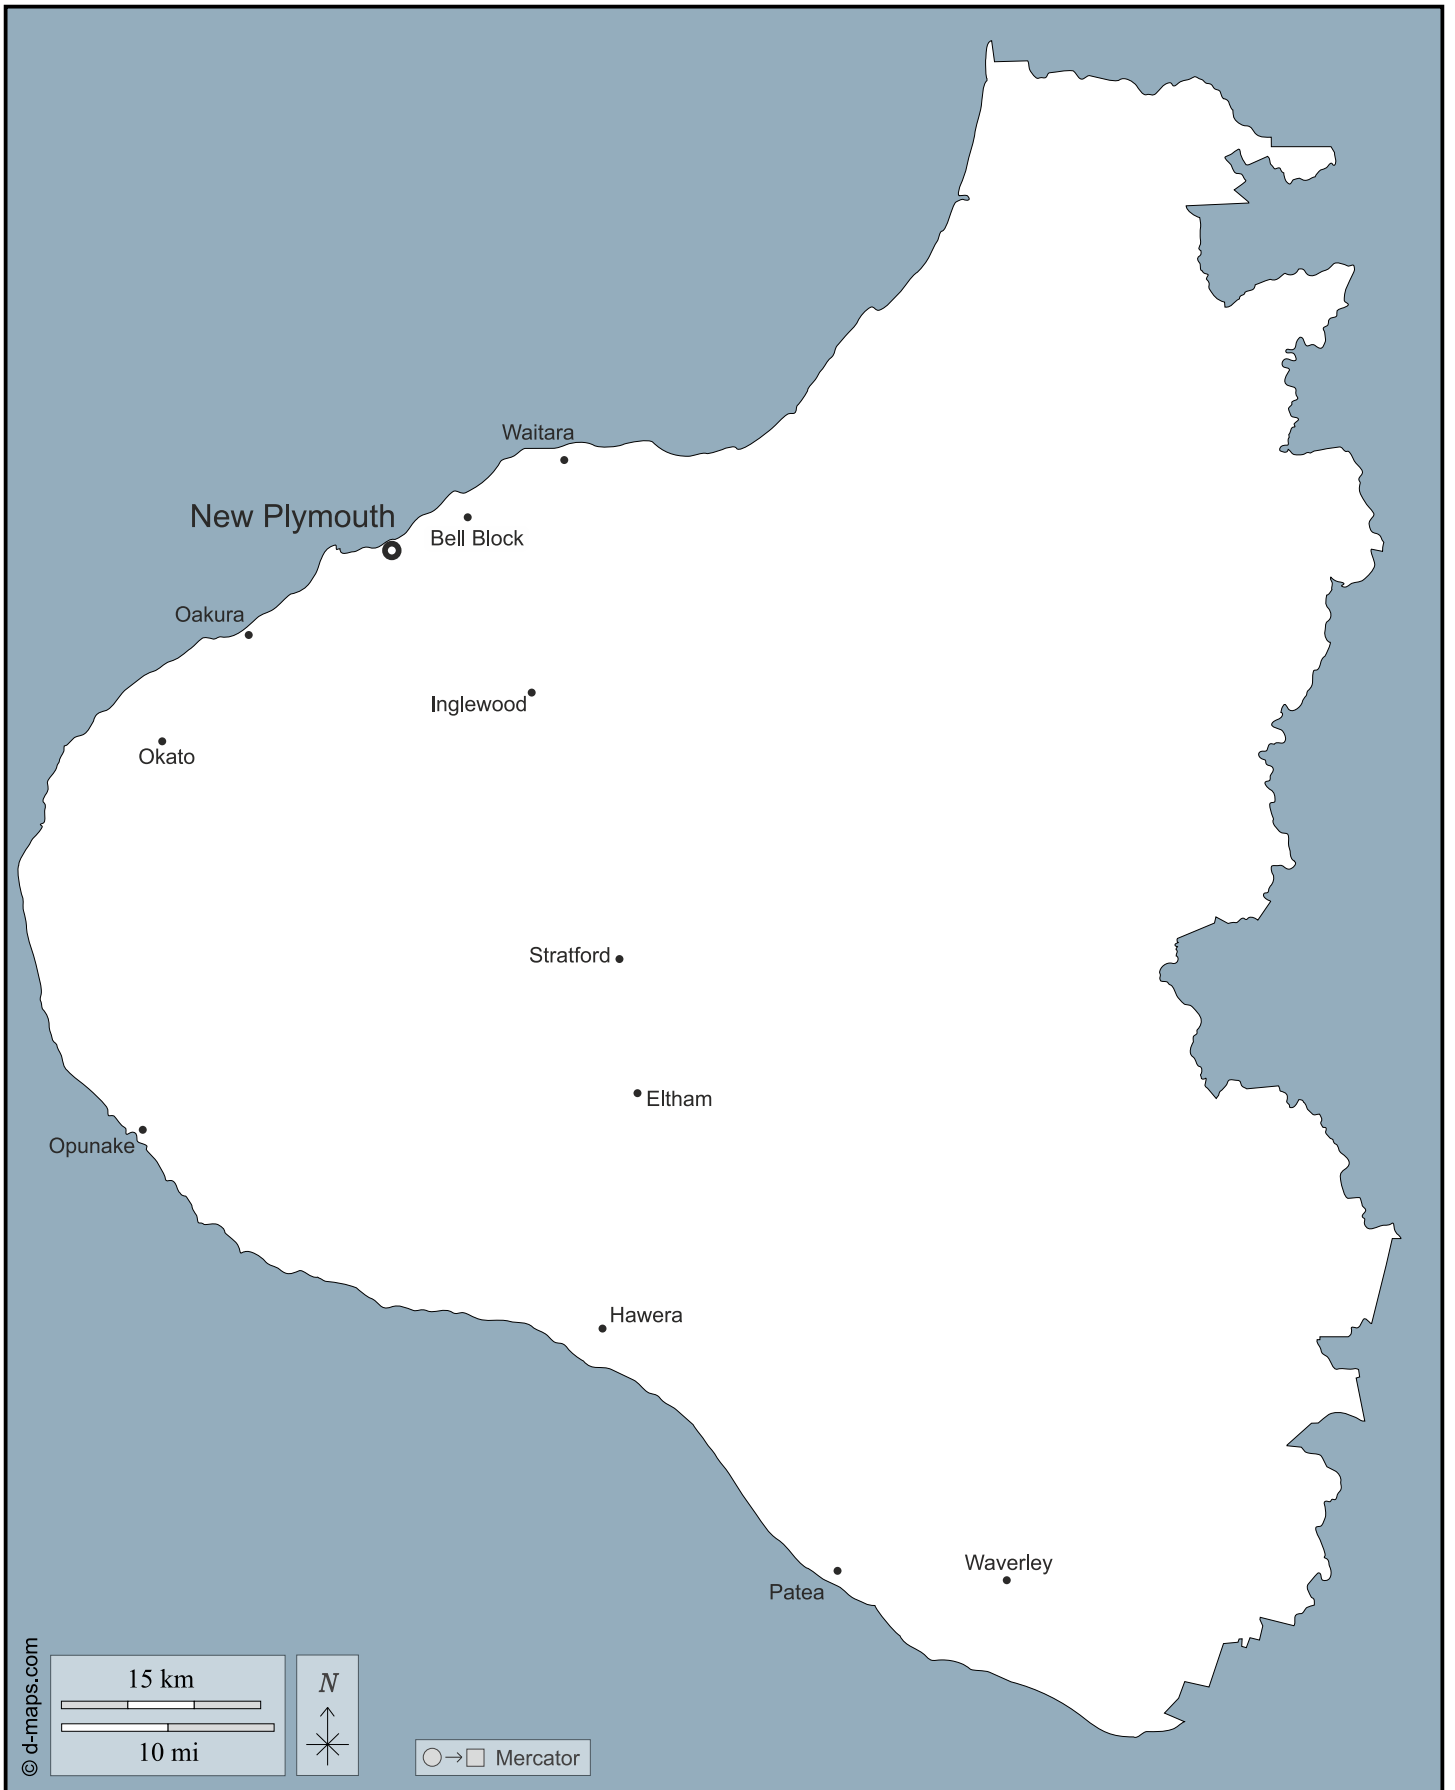 Waitara
New Plymouth
Bell Block
Oakura
Inglewood
Okato
Stratford
Eltham
Opunake
Hawera
Waverley
Patea
© d-maps.com
15 km
10 mi
N
Mercator